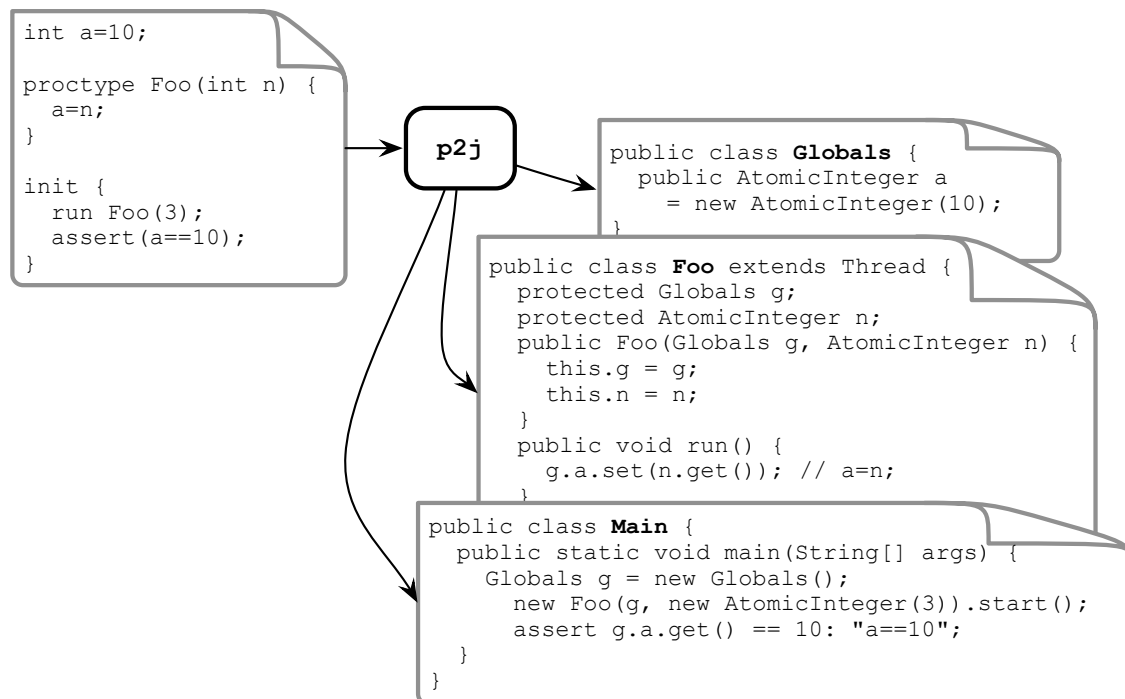 int a=10;
proctype Foo(int n) {
  a=n;
}
init {
  run Foo(3);
  assert(a==10);
}
p2j
public class Globals {
  public AtomicInteger a
    = new AtomicInteger(10);
}
public class Foo extends Thread {
  protected Globals g;
  protected AtomicInteger n;
  public Foo(Globals g, AtomicInteger n) {
    this.g = g;
    this.n = n;
  }
  public void run() {
    g.a.set(n.get()); // a=n;
  }
public class Main {
  public static void main(String[] args) {
    Globals g = new Globals();
      new Foo(g, new AtomicInteger(3)).start();
      assert g.a.get() == 10: "a==10";
  }
}